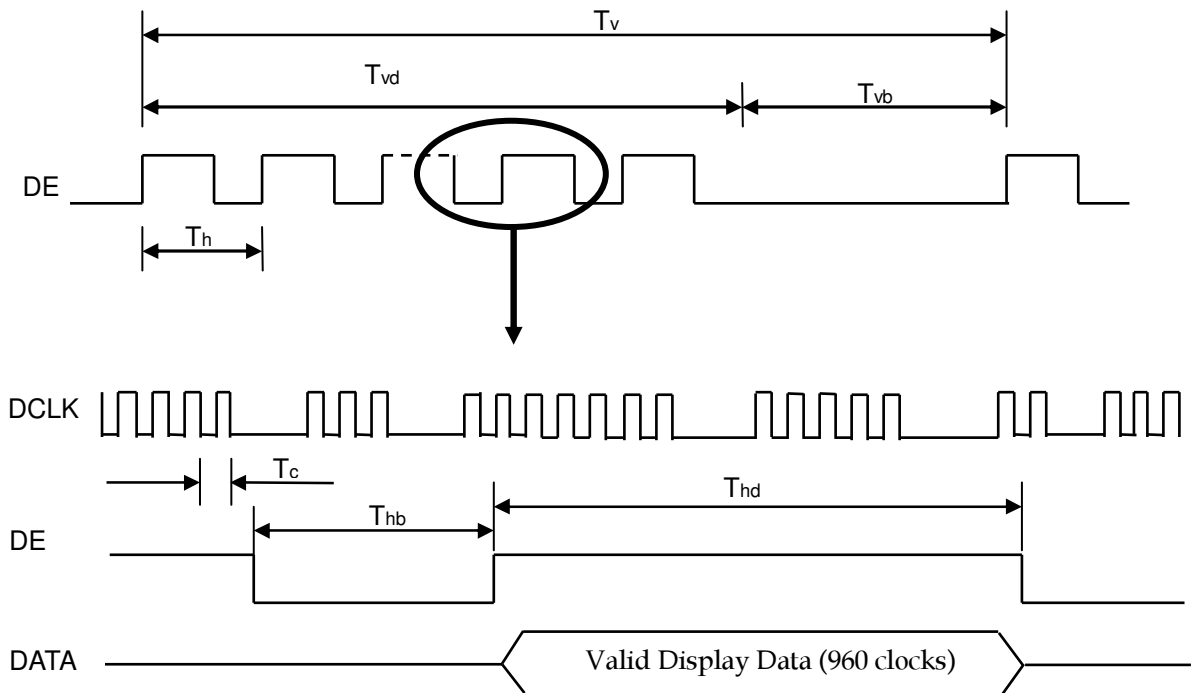 Tv
Tvd
Tvb
DE
Th
DCLK
Tc
Thd
Thb
DE
DATA
Valid Display Data (960 clocks)